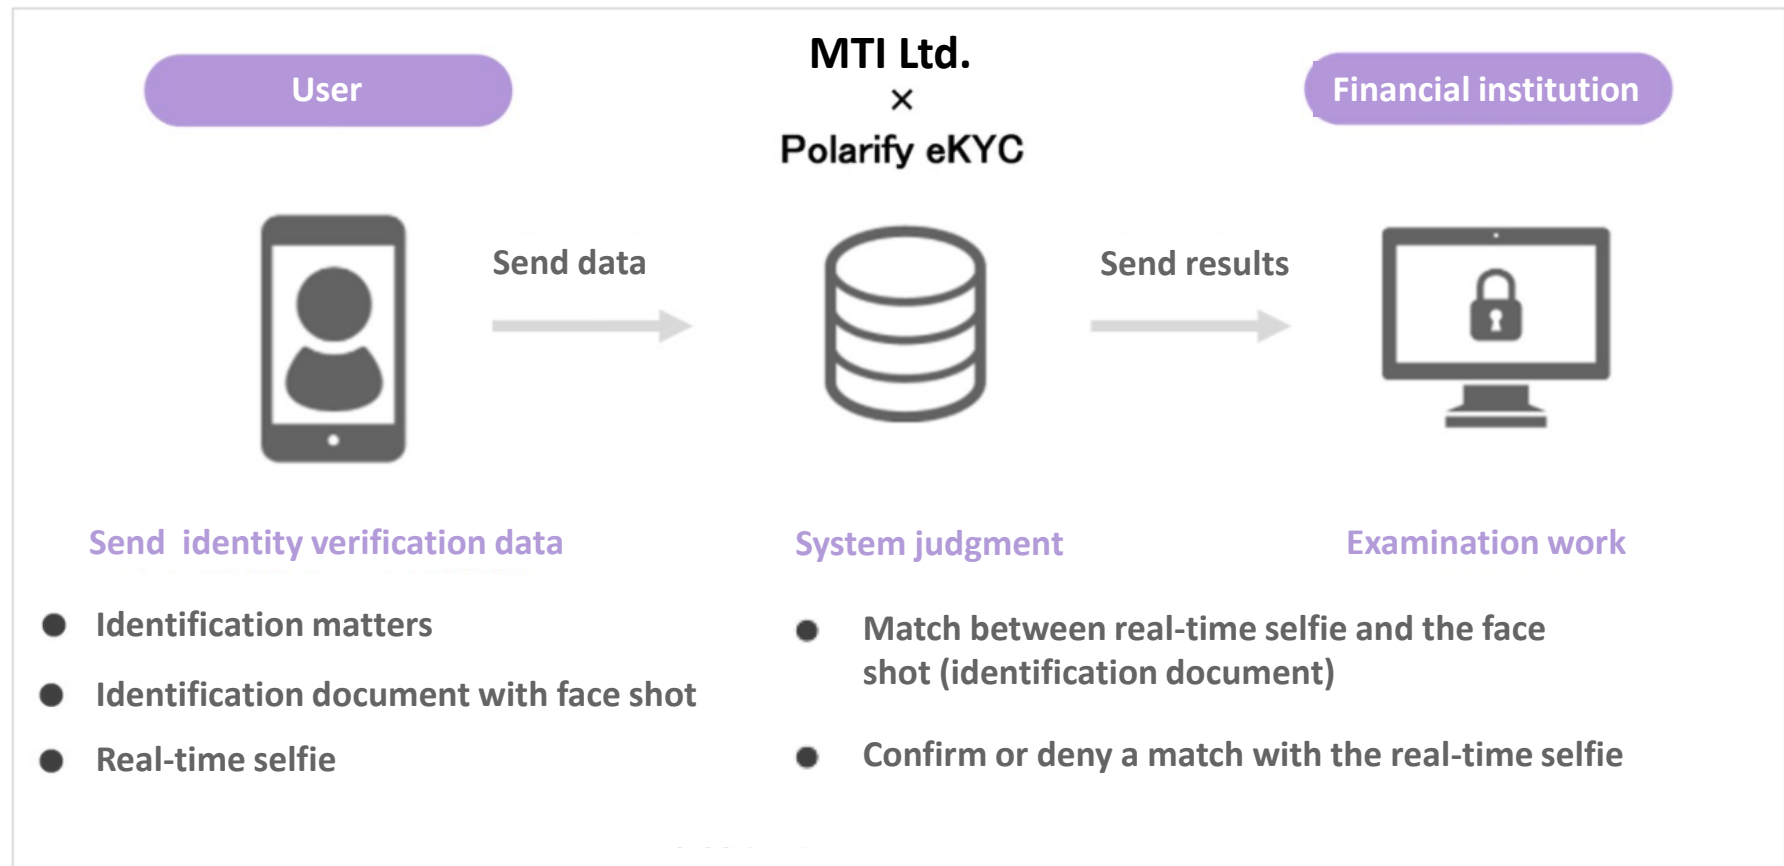 User
MTI Ltd.
×
Polarify eKYC
Financial institution
Send data
Send results
Send identity verification data
● Identification matters
● Identification document with face shot
● Real-time selfie
System judgment
● Match between real-time selfie and the face
shot (identification document)
● Confirm or deny a match with the real-time selfie
Examination work